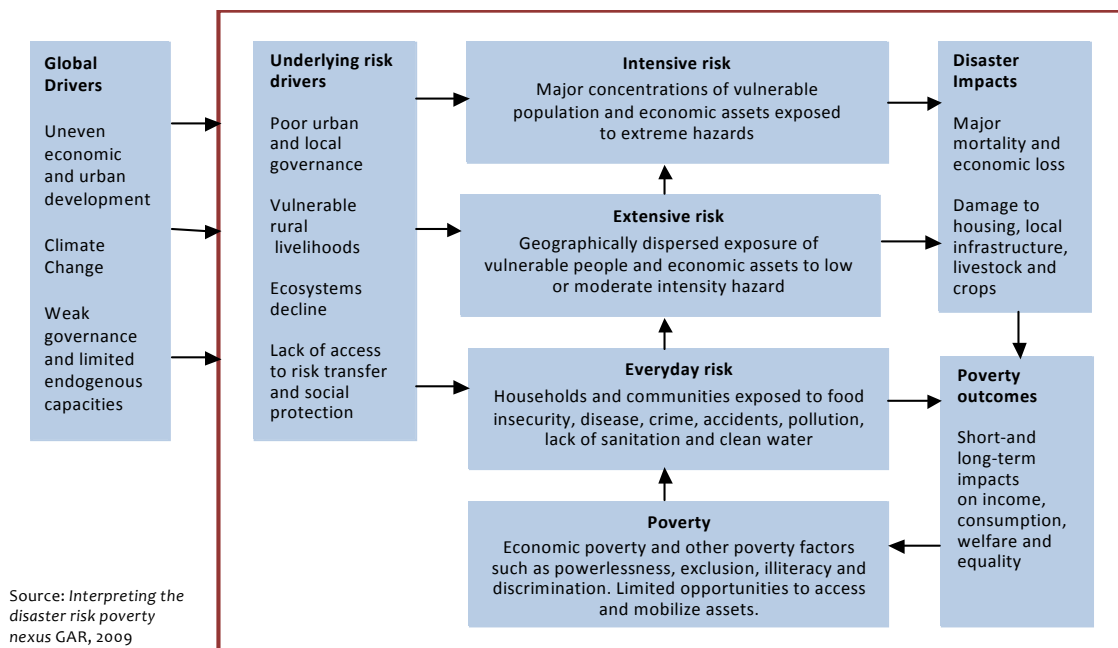 Global
Drivers
Uneven
economic
and urban
development
Climate
Change
Weak
governance
and limited
endogenous
capacities
Underlying risk
drivers
Poor urban
and local
governance
Vulnerable
rural
livelihoods
Ecosystems
decline
Lack of access
to risk transfer
and social
protection
Intensive risk
Major concentrations of vulnerable
population and economic assets exposed
to extreme hazards
Extensive risk
Geographically dispersed exposure of
vulnerable people and economic assets to low
or moderate intensity hazard
Everyday risk
Households and communities exposed to food
insecurity, disease, crime, accidents, pollution,
lack of sanitation and clean water
Poverty
Economic poverty and other poverty factors
such as powerlessness, exclusion, illiteracy and
discrimination. Limited opportunities to access
and mobilize assets.
Disaster
Impacts
Major
mortality and
economic loss
Damage to
housing, local
infrastructure,
livestock and
crops
Poverty
outcomes
Short-and
long-term
impacts
on income,
consumption,
welfare and
equality
Source: Interpreting the
disaster risk poverty
nexus GAR, 2009